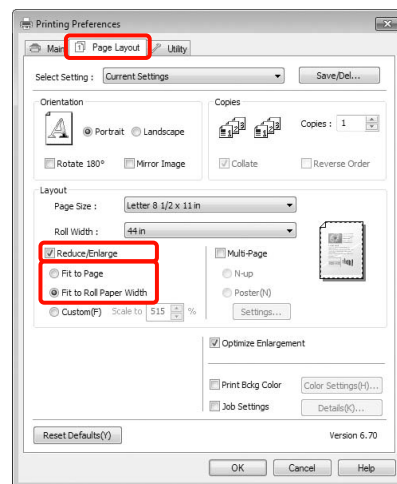 Printing Preferences
Main Page Layout Utility
Select Setting : Current Settings Save/Del...
Orientation
Portrait Landscape
Rotate 180° Mirror Image
Copies
Copies : 1
Collate Reverse Order
Layout
Page Size : Letter 8 1/2 x 11 in
Roll Width : 44 in
Reduce/Enlarge
Fit to Page
Fit to Roll Paper Width
Custom(F) Scale to 515 %
Multi-Page
N-up
Poster(N)
Settings...
Optimize Enlargement
Print Bckg Color Color Settings(H)...
Job Settings Details(K)...
Reset Defaults(Y) Version 6.70
OK Cancel Help